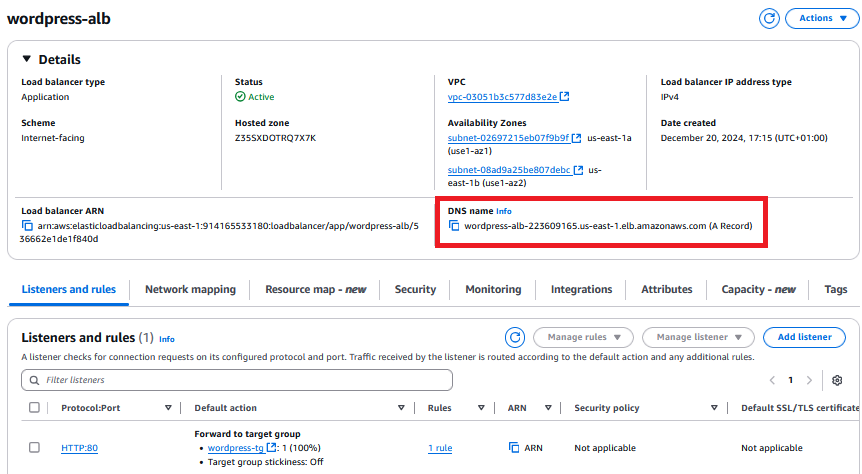 wordpress-alb
Actions
Details
Load balancer type
Application
Status
Active
VPC
vpc-03051b3c577d83e2e
Load balancer IP address type
IPv4
Scheme
Internet-facing
Hosted zone
Z35SXDOTRQ7X7K
Availability Zones
subnet-02697215eb07f9b9f us-east-1a
(use1-az1)
subnet-08ad9a25be807debc us-
east-1b (use1-az2)
Date created
December 20, 2024, 17:15 (UTC+01:00)
Load balancer ARN
arn:aws:elasticloadbalancing:us-east-1:914165533180:loadbalancer/app/wordpress-alb/5
36662e1de1f840d
DNS name Info
wordpress-alb-223609165.us-east-1.elb.amazonaws.com (A Record)
Listeners and rules Network mapping Resource map - new Security Monitoring Integrations Attributes Capacity - new Tags
Listeners and rules (1) Info
Manage rules Manage listener Add listener
A listener checks for connection requests on its configured protocol and port. Traffic received by the listener is routed according to the default action and any additional rules.
Filter listeners
1
Protocol:Port Default action Rules ARN Security policy Default SSL/TLS certificate
HTTP:80
Forward to target group
• wordpress-tg : 1 (100%)
• Target group stickiness: Off
1 rule
ARN
Not applicable
Not applicable